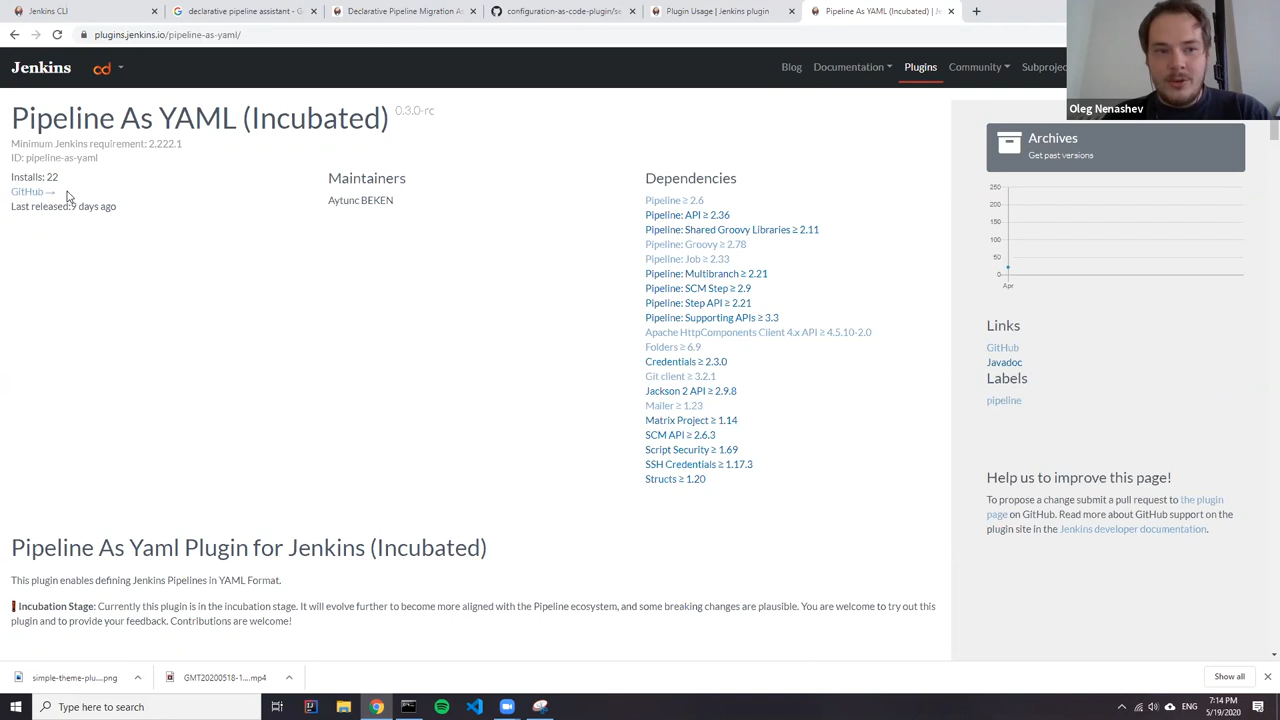 Jenkins CLI
declarative pipeline assistant - G
Declarative Pipeline Migration A
configuration-as-code-plugin/se
Plugin Usage | Jenkins plugin
Pipeline As YAML (Incubated) | Je
plugins.jenkins.io/pipeline-as-yaml/
Jenkins
Blog
Documentation
Plugins
Community
Subprojec
Oleg Nenashev
Pipeline As YAML (Incubated) 0.3.0-rc
Minimum Jenkins requirement: 2.222.1
ID: pipeline-as-yaml
Installs: 22
GitHub →
Last released: 9 days ago
Maintainers
Aytunc BEKEN
Dependencies
Pipeline ≥ 2.6
Pipeline: API ≥ 2.36
Pipeline: Shared Groovy Libraries ≥ 2.11
Pipeline: Groovy ≥ 2.78
Pipeline: Job ≥ 2.33
Pipeline: Multibranch ≥ 2.21
Pipeline: SCM Step ≥ 2.9
Pipeline: Step API ≥ 2.21
Pipeline: Supporting APIs ≥ 3.3
Apache HttpComponents Client 4.x API ≥ 4.5.10-2.0
Folders ≥ 6.9
Credentials ≥ 2.3.0
Git client ≥ 3.2.1
Jackson 2 API ≥ 2.9.8
Mailer ≥ 1.23
Matrix Project ≥ 1.14
SCM API ≥ 2.6.3
Script Security ≥ 1.69
SSH Credentials ≥ 1.17.3
Structs ≥ 1.20
Archives
Get past versions
250
200
150
100
50
0
Apr
Links
GitHub
Javadoc
Labels
pipeline
Help us to improve this page!
To propose a change submit a pull request to the plugin
page on GitHub. Read more about GitHub support on the
plugin site in the Jenkins developer documentation.
Pipeline As Yaml Plugin for Jenkins (Incubated)
This plugin enables defining Jenkins Pipelines in YAML Format.
Incubation Stage: Currently this plugin is in the incubation stage. It will evolve further to become more aligned with the Pipeline ecosystem, and some breaking changes are plausible. You are welcome to try out this
plugin and to provide your feedback. Contributions are welcome!
simple-theme-plu....png
GMT20200518-1....mp4
Show all
Type here to search
ENG
7:14 PM
5/19/2020